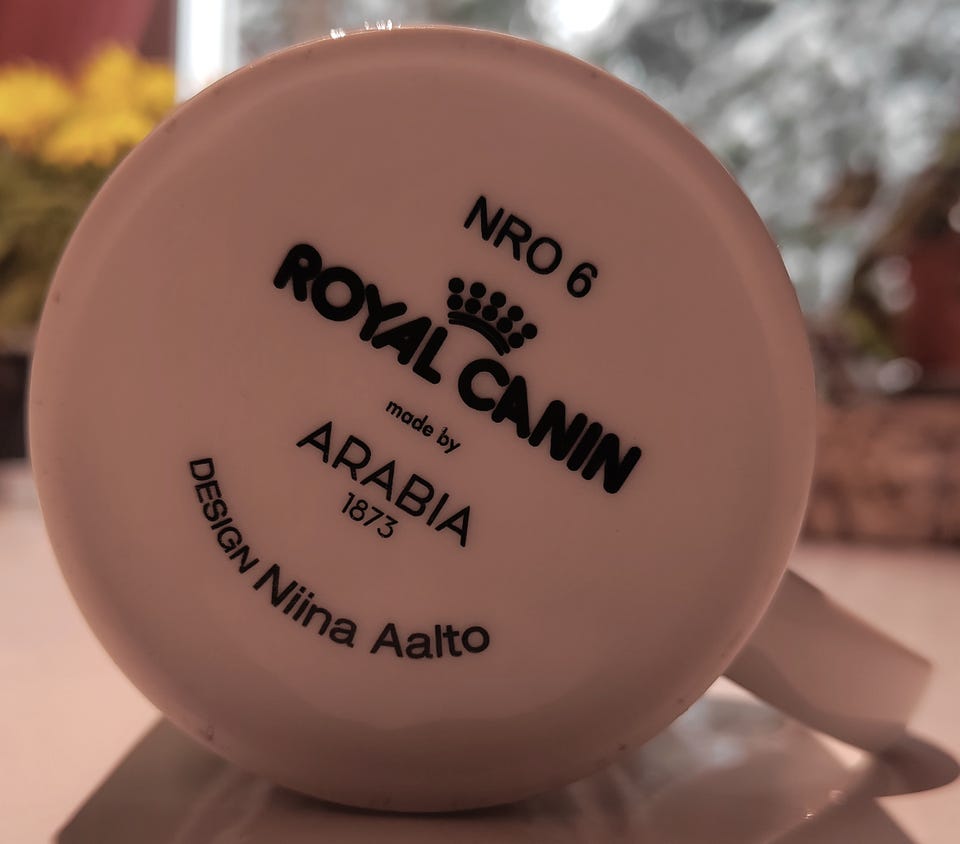 NRO 6
ROYAL CANIN
made by
ARABIA
1873
DESIGN Niina Aalto